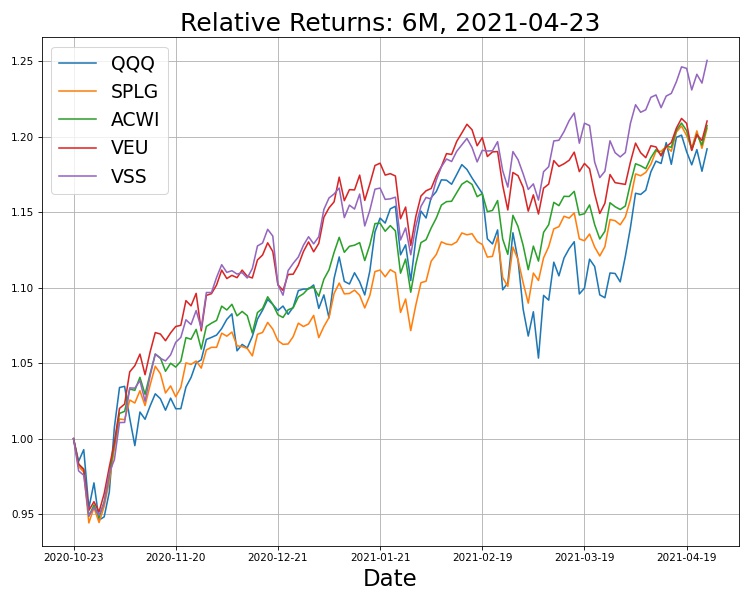 Relative Returns: 6M, 2021-04-23
QQQ
SPLG
ACWI
VEU
VSS
1.25
1.20
1.15
1.10
1.05
1.00
0.95
2020-10-23 2020-11-20 2020-12-21 2021-01-21 2021-02-19 2021-03-19 2021-04-19
Date